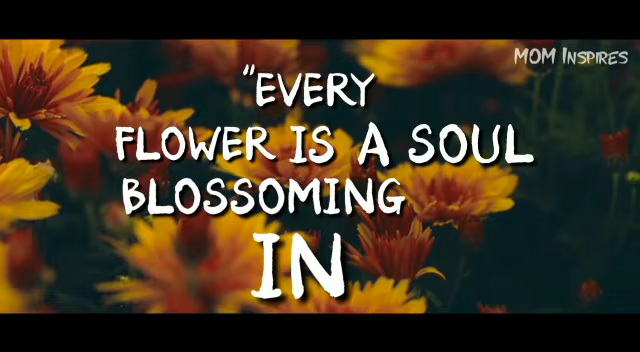 MOM INSPIRES
"EVERY
FLOWER IS A SOUL
BLOSSOMING
IN